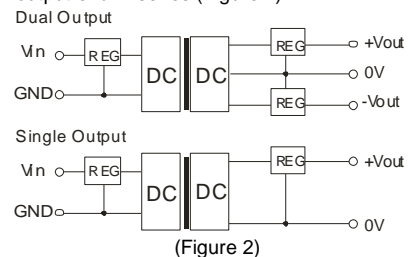 Dual Output
Vin REG DC DC REG +Vout
0V
GND REG -Vout
Single Output
Vin REG DC DC REG +Vout
GND 0V
(Figure 2)